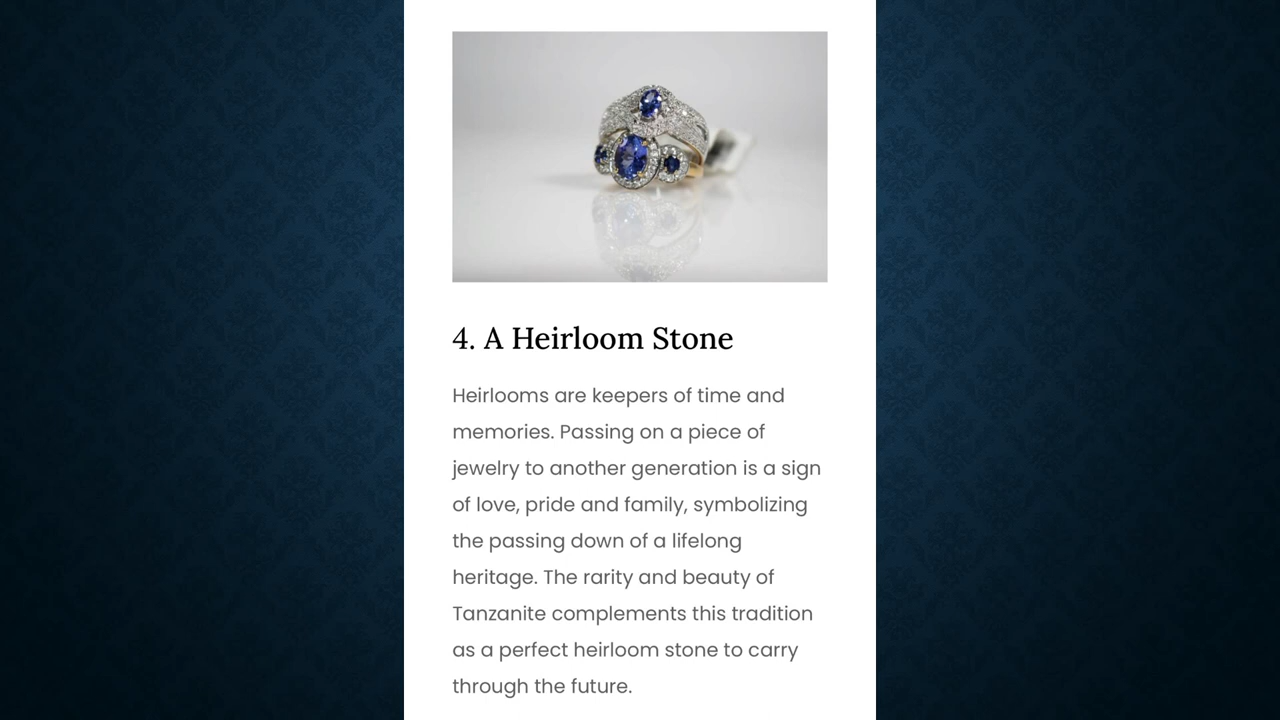 4. A Heirloom Stone
Heirlooms are keepers of time and
memories. Passing on a piece of
jewelry to another generation is a sign
of love, pride and family, symbolizing
the passing down of a lifelong
heritage. The rarity and beauty of
Tanzanite complements this tradition
as a perfect heirloom stone to carry
through the future.